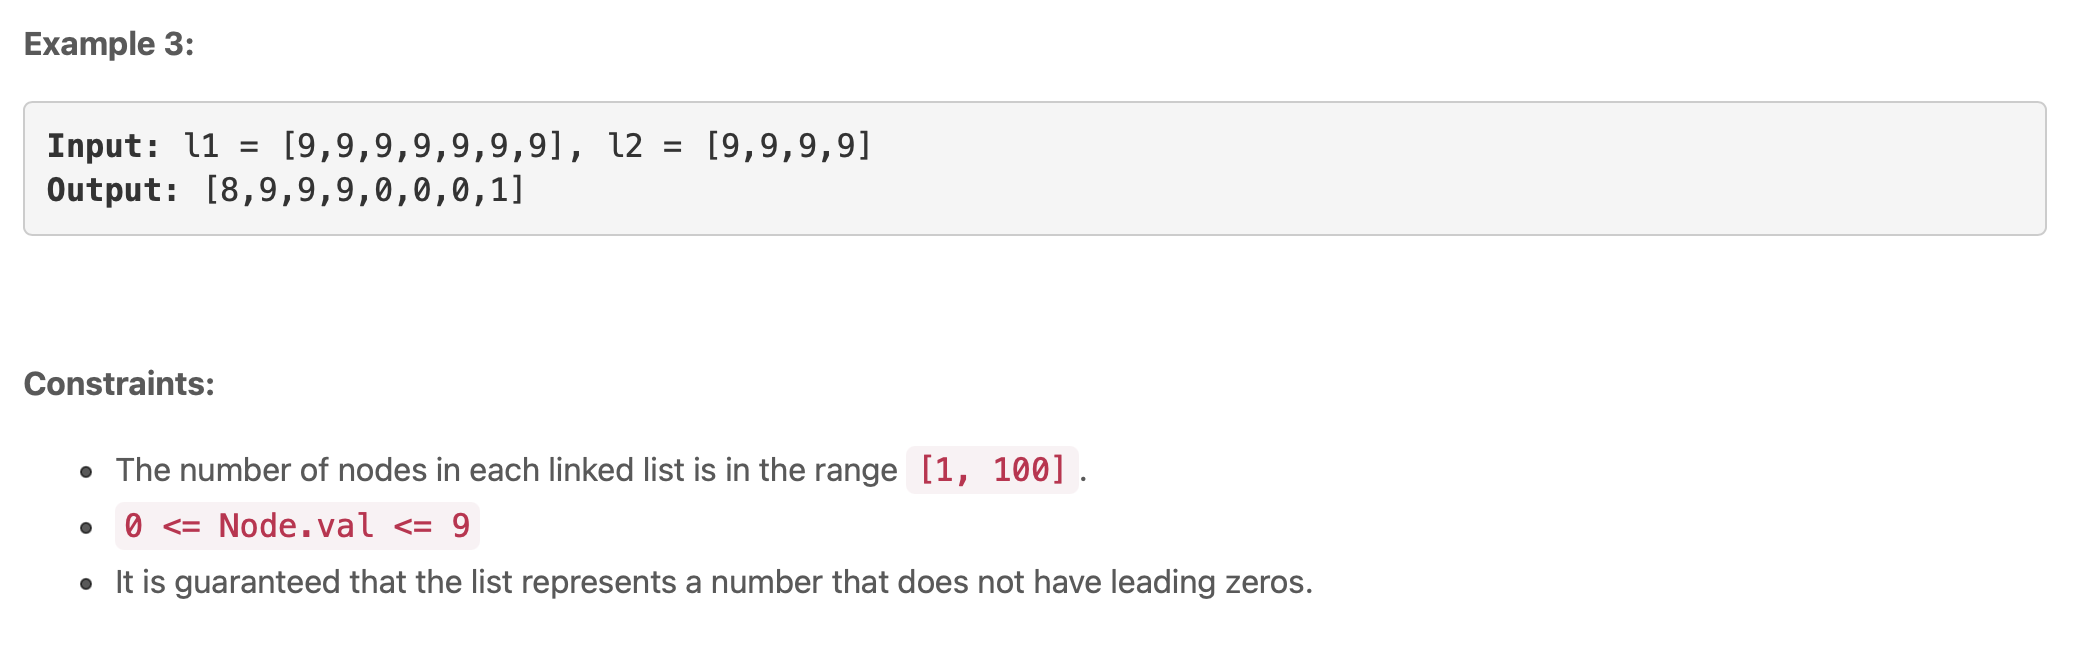 Example 3:
Input: l1 = [9,9,9,9,9,9,9], l2 = [9,9,9,9]
Output: [8,9,9,9,0,0,0,1]
Constraints:
The number of nodes in each linked list is in the range [1, 100].
0 <= Node.val <= 9
It is guaranteed that the list represents a number that does not have leading zeros.